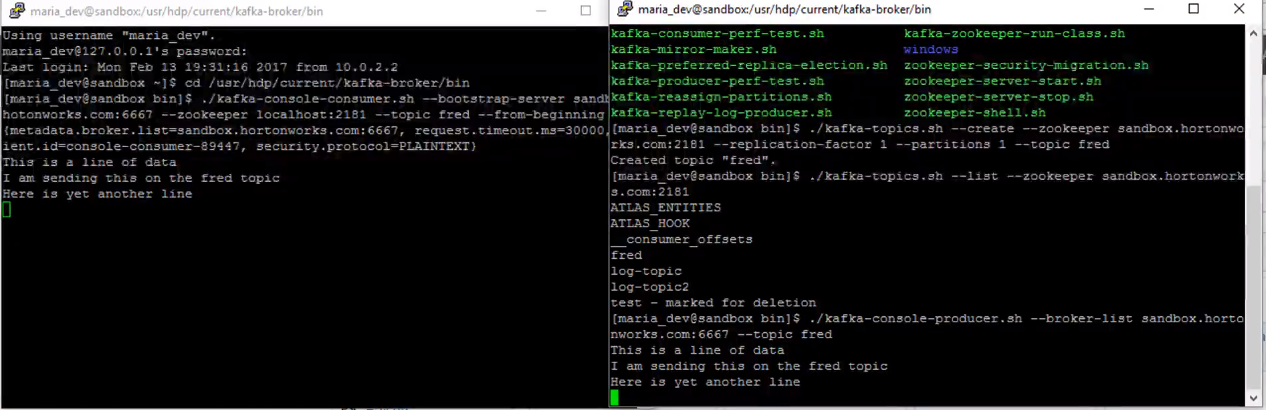 maria_dev@sandbox:/usr/hdp/current/kafka-broker/bin
Using username "maria_dev".
maria_dev@127.0.0.1's password:
Last login: Mon Feb 13 19:31:16 2017 from 10.0.2.2
[maria_dev@sandbox ~]$ cd /usr/hdp/current/kafka-broker/bin
[maria_dev@sandbox bin]$ ./kafka-console-consumer.sh --bootstrap-server sand
hotonworks.com:6667 --zookeeper localhost:2181 --topic fred --from-beginning
{metadata.broker.list=sandbox.hortonworks.com:6667, request.timeout.ms=30000,
ient.id=console-consumer-89447, security.protocol=PLAINTEXT}
This is a line of data
I am sending this on the fred topic
Here is yet another line
maria_dev@sandbox:/usr/hdp/current/kafka-broker/bin
kafka-consumer-perf-test.sh kafka-zookeeper-run-class.sh
kafka-mirror-maker.sh windows
kafka-preferred-replica-election.sh zookeeper-security-migration.sh
kafka-producer-perf-test.sh zookeeper-server-start.sh
kafka-reassign-partitions.sh zookeeper-server-stop.sh
kafka-replay-log-producer.sh zookeeper-shell.sh
[maria_dev@sandbox bin]$ ./kafka-topics.sh --create --zookeeper sandbox.hortonwo
rks.com:2181 --replication-factor 1 --partitions 1 --topic fred
Created topic "fred".
[maria_dev@sandbox bin]$ ./kafka-topics.sh --list --zookeeper sandbox.hortonwork
s.com:2181
ATLAS_ENTITIES
ATLAS_HOOK
__consumer_offsets
fred
log-topic
log-topic2
test - marked for deletion
[maria_dev@sandbox bin]$ ./kafka-console-producer.sh --broker-list sandbox.horto
nworks.com:6667 --topic fred
This is a line of data
I am sending this on the fred topic
Here is yet another line